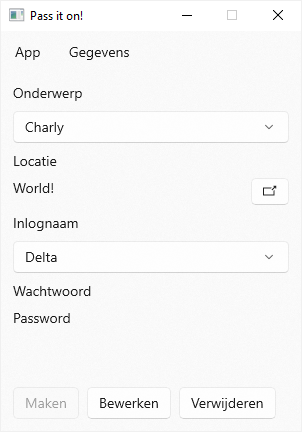 Pass it on!
App Gegevens
Onderwerp
Charly
Locatie
World!
Inlognaam
Delta
Wachtwoord
Password
Maken Bewerken Verwijderen